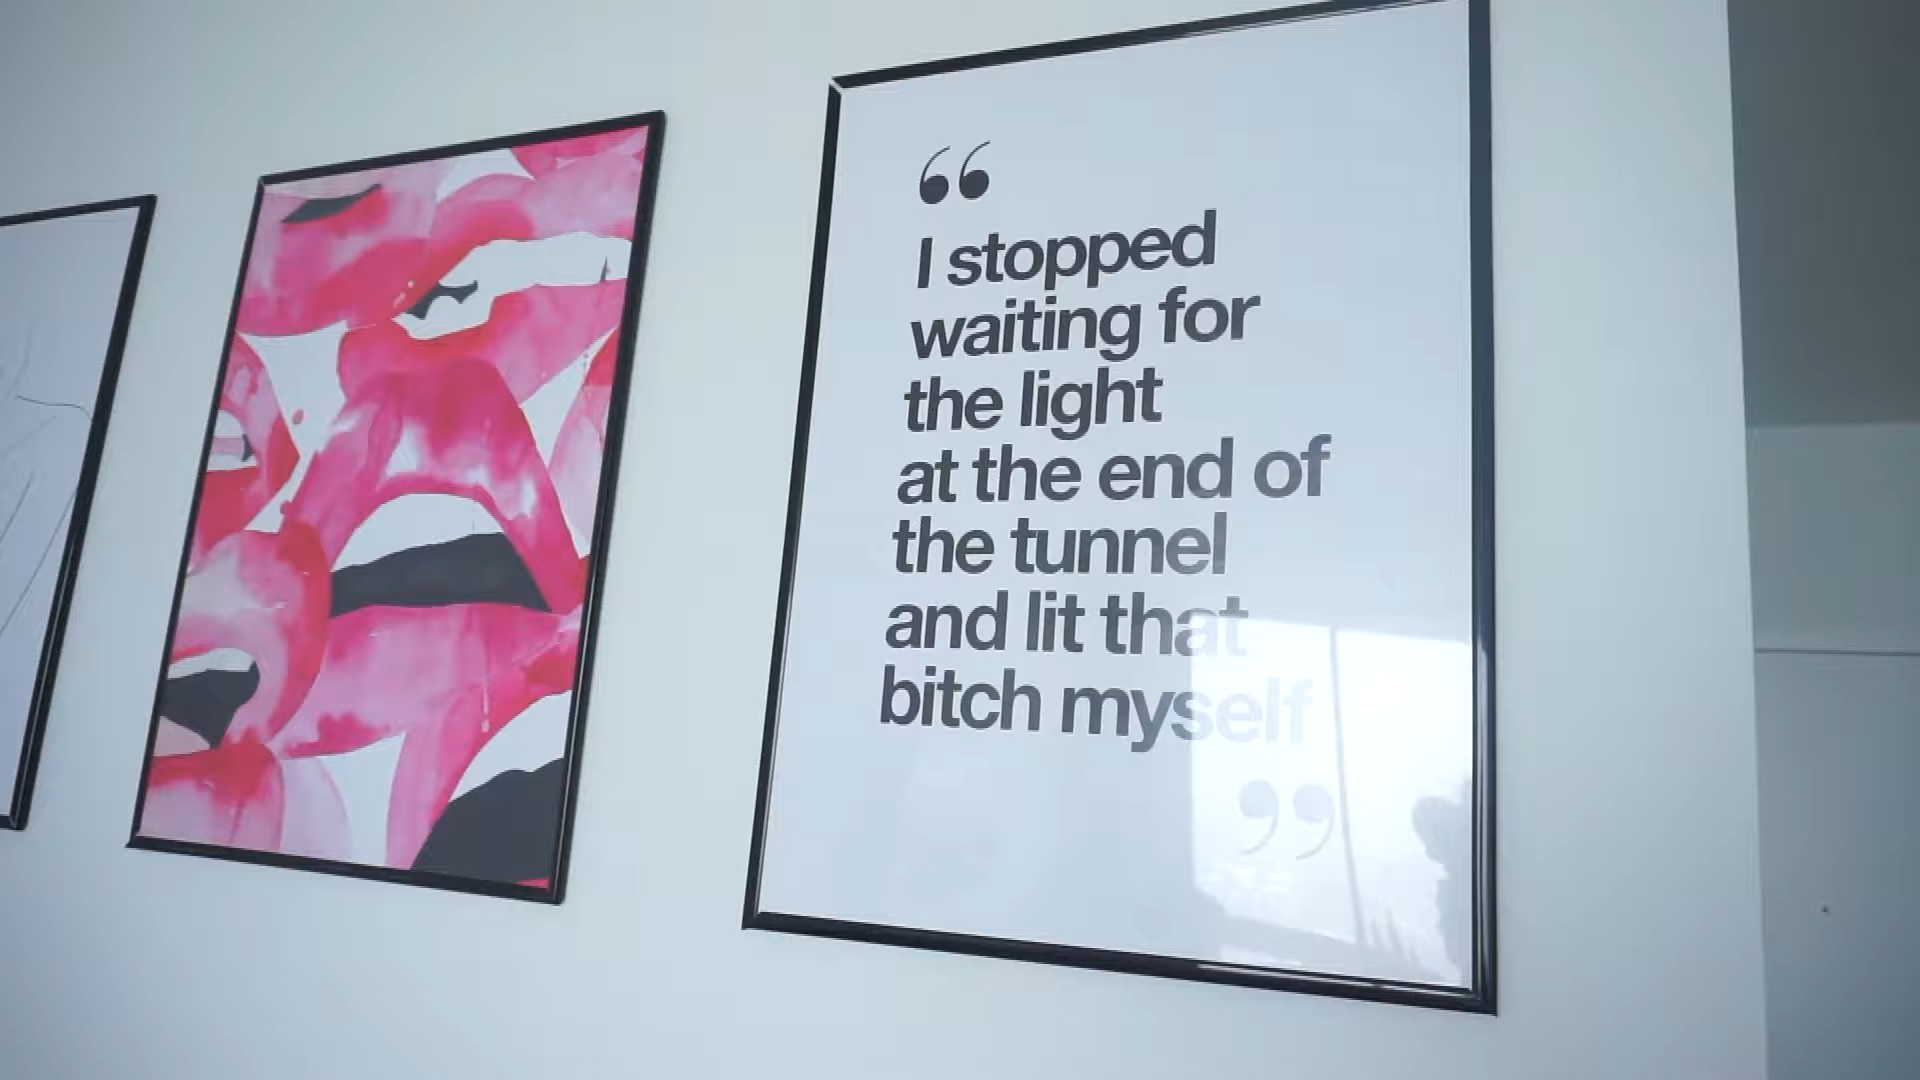 “
I stopped
waiting for
the light
at the end of
the tunnel
and lit that
bitch myself
”